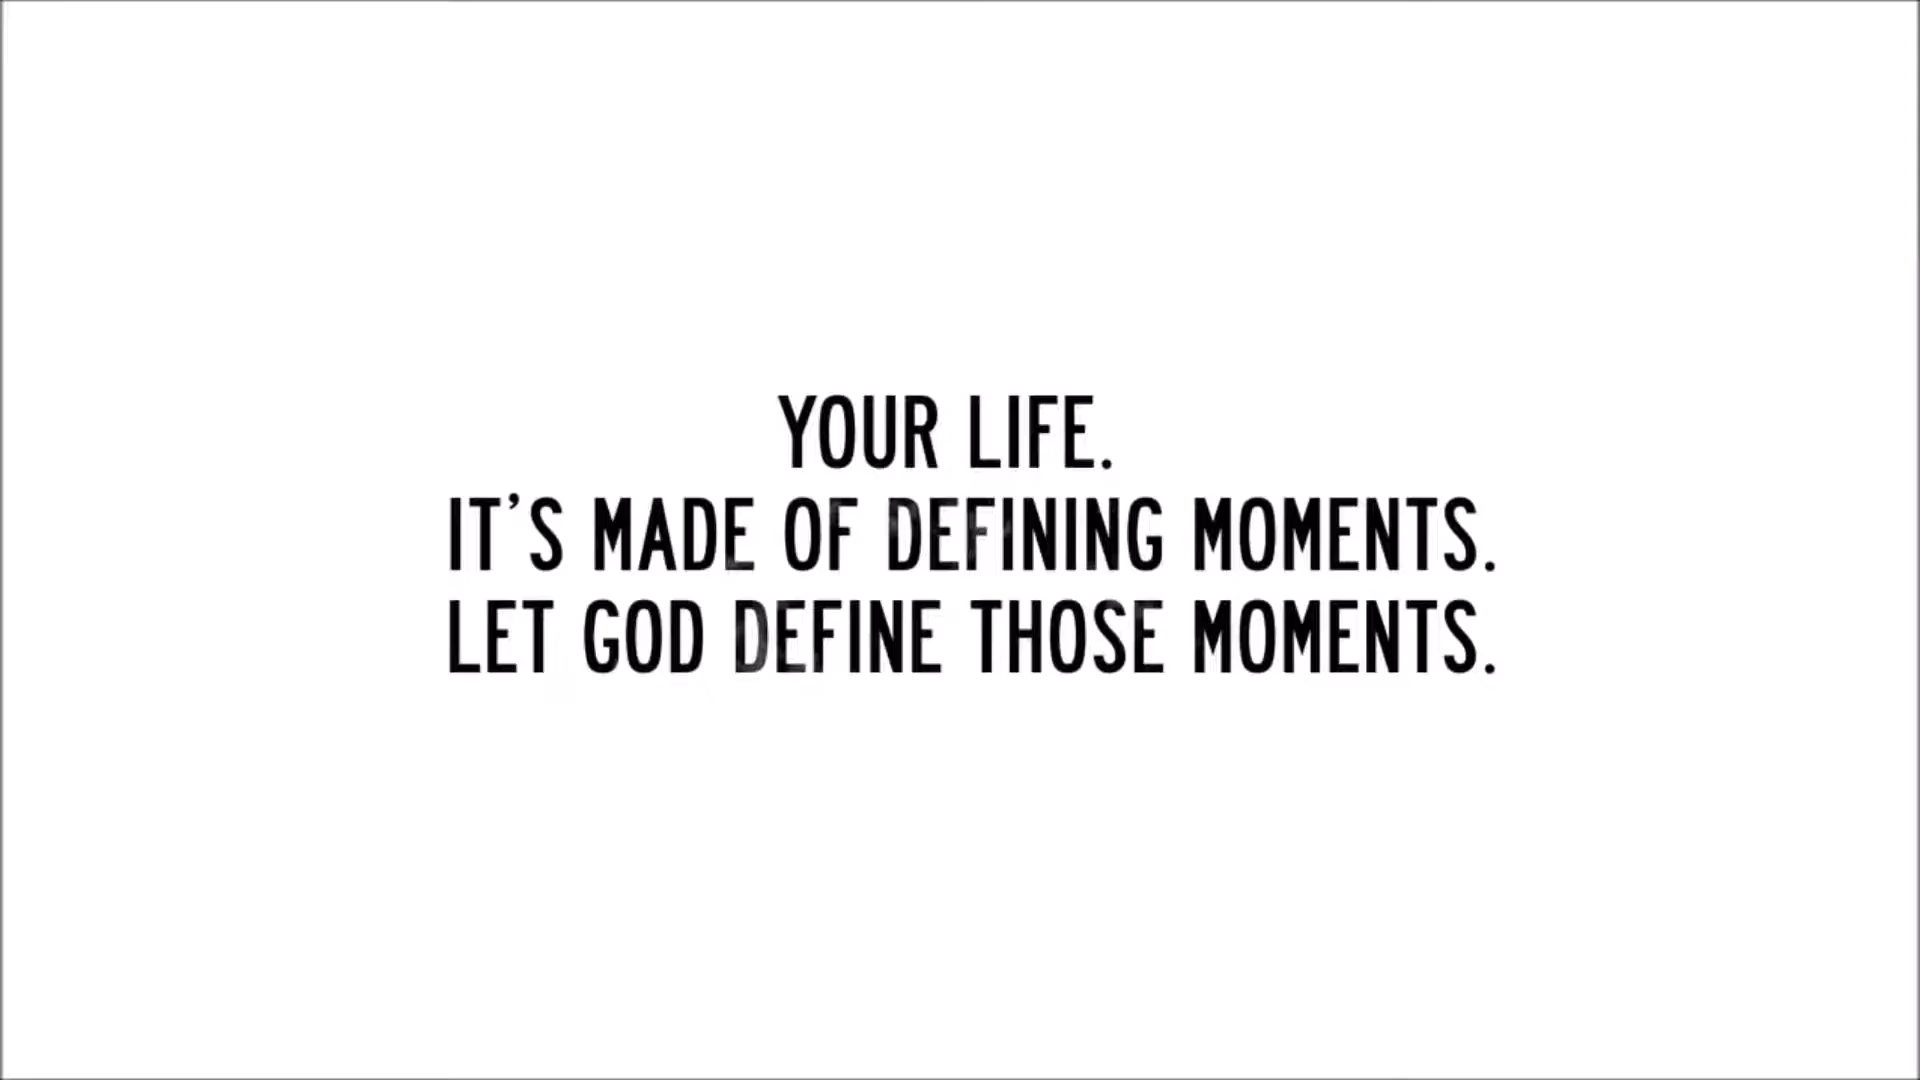 YOUR LIFE.
IT'S MADE OF DEFINING MOMENTS.
LET GOD DEFINE THOSE MOMENTS.